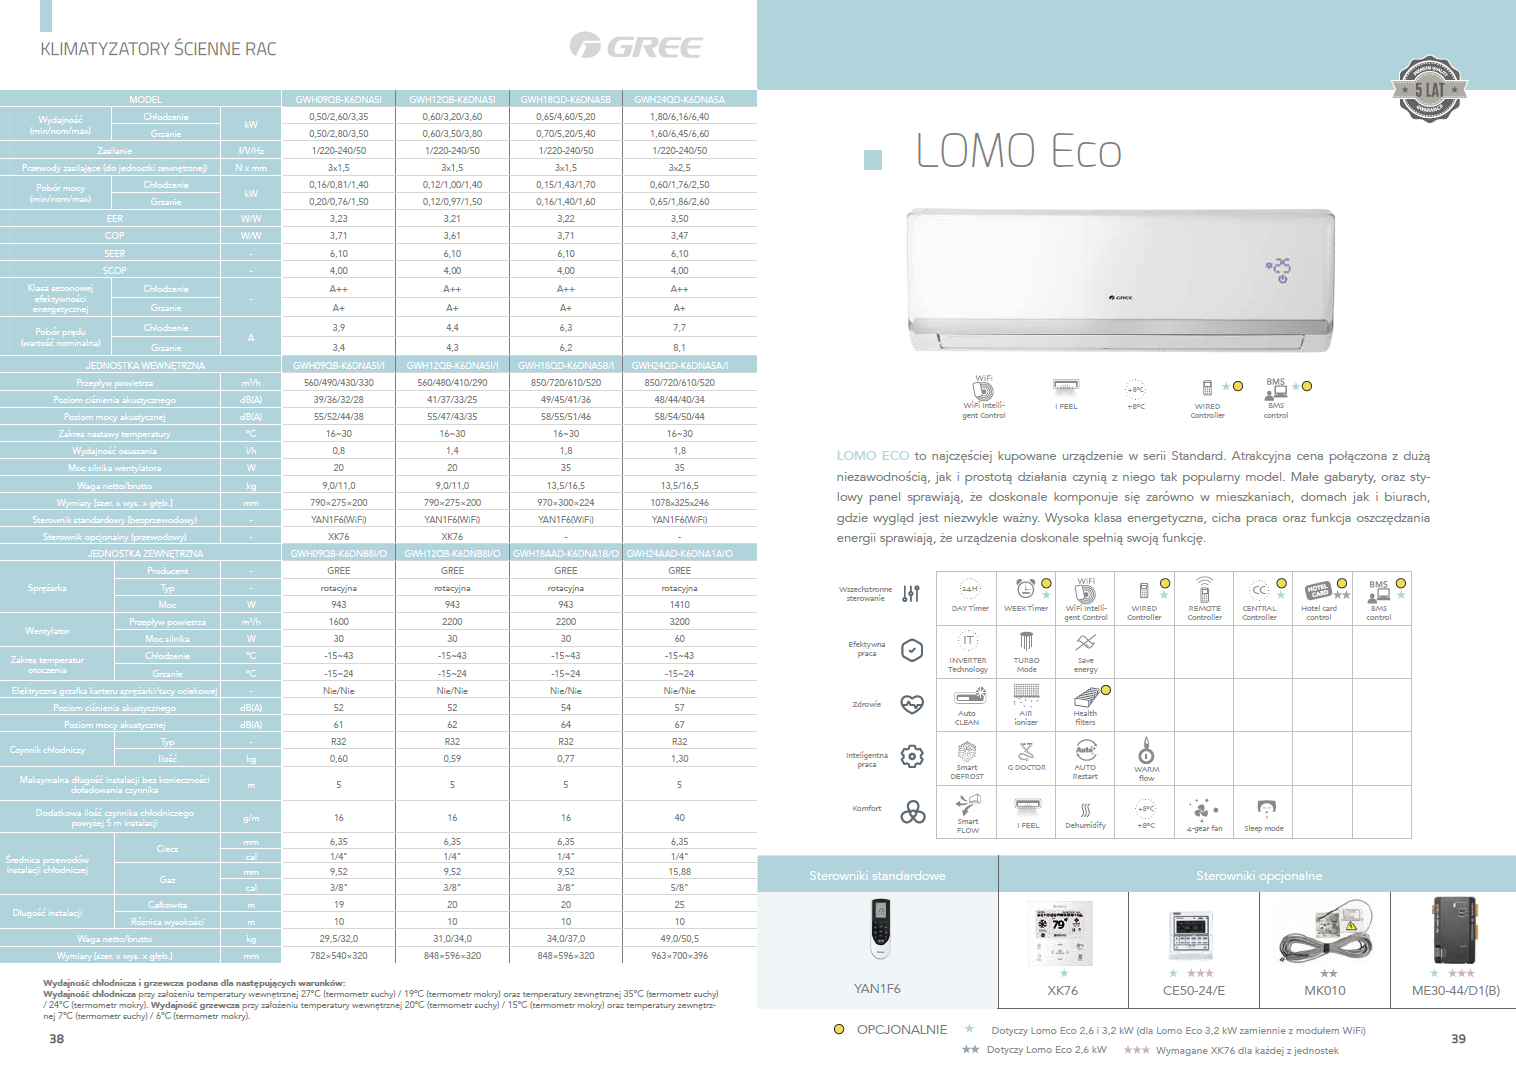 KLIMATYZATORY ŚCIENNE RAC
GREE
MODEL GWH09QB-K6DNA5I GWH12QB-K6DNA5I GWH18QD-K6DNA5B GWH24QD-K6DNA5A
Wydajność (min/nom/max) Chłodzenie kW 0,50/2,60/3,35 0,60/3,20/3,60 0,65/4,60/5,20 1,80/6,16/6,40
Grzanie 0,50/2,80/3,50 0,60/3,50/3,80 0,70/5,20/5,40 1,60/6,45/6,60
Zasilanie f/V/Hz 1/220-240/50 1/220-240/50 1/220-240/50 1/220-240/50
Przewody zasilające (do jednostki zewnętrznej) N x mm 3x1,5 3x1,5 3x1,5 3x2,5
Pobór mocy (min/nom/max) Chłodzenie kW 0,16/0,81/1,40 0,12/1,00/1,40 0,15/1,43/1,70 0,60/1,76/2,50
Grzanie 0,20/0,76/1,50 0,12/0,97/1,50 0,16/1,40/1,60 0,65/1,86/2,60
EER W/W 3,23 3,21 3,22 3,50
COP W/W 3,71 3,61 3,71 3,47
SEER - 6,10 6,10 6,10 6,10
SCOP - 4,00 4,00 4,00 4,00
Klasa sezonowej efektywności energetycznej Chłodzenie - A++ A++ A++ A++
Grzanie A+ A+ A+ A+
Pobór prądu (wartość nominalna) Chłodzenie A 3,9 4,4 6,3 7,7
Grzanie 3,4 4,3 6,2 8,1
JEDNOSTKA WEWNĘTRZNA GWH09QB-K6DNA5I/I GWH12QB-K6DNA5I/I GWH18QD-K6DNA5B/I GWH24QD-K6DNA5A/I
Przepływ powietrza m³/h 560/490/430/330 560/480/410/290 850/720/610/520 850/720/610/520
Poziom ciśnienia akustycznego dB(A) 39/36/32/28 41/37/33/25 49/45/41/36 48/44/40/34
Poziom mocy akustycznej dB(A) 55/52/44/38 55/47/43/35 58/55/51/46 58/54/50/44
Zakres nastawy temperatury °C 16~30 16~30 16~30 16~30
Wydajność osuszania l/h 0,8 1,4 1,8 1,8
Moc silnika wentylatora W 20 20 35 35
Waga netto/brutto kg 9,0/11,0 9,0/11,0 13,5/16,5 13,5/16,5
Wymiary [szer. x wys. x głęb.] mm 790×275×200 790×275×200 970×300×224 1078x325x246
Sterownik standardowy (bezprzewodowy) - YAN1F6(WiFi) YAN1F6(WiFi) YAN1F6(WiFi) YAN1F6(WiFi)
Sterownik opcjonalny (przewodowy) - XK76 XK76 - -
JEDNOSTKA ZEWNĘTRZNA GWH09QB-K6DNB8I/O GWH12QB-K6DNB8I/O GWH18AAD-K6DNA1B/O GWH24AAD-K6DNA1A/O
Sprężarka Producent - GREE GREE GREE GREE
Typ - rotacyjna rotacyjna rotacyjna rotacyjna
Moc W 943 943 943 1410
Wentylator Przepływ powietrza m³/h 1600 2200 2200 3200
Moc silnika W 30 30 30 60
Zakres temperatur otoczenia Chłodzenie °C -15~43 -15~43 -15~43 -15~43
Grzanie °C -15~24 -15~24 -15~24 -15~24
Elektryczna grzałka karteru sprężarki/tacy ociekowej - Nie/Nie Nie/Nie Nie/Nie Nie/Nie
Poziom ciśnienia akustycznego dB(A) 52 52 54 57
Poziom mocy akustycznej dB(A) 61 62 64 67
Czynnik chłodniczy Typ - R32 R32 R32 R32
Ilość kg 0,60 0,59 0,77 1,30
Maksymalna długość instalacji bez konieczności doładowania czynnika m 5 5 5 5
Dodatkowa ilość czynnika chłodniczego powyżej 5 m instalacji g/m 16 16 16 40
Średnica przewodów instalacji chłodniczej Ciecz mm 6,35 6,35 6,35 6,35
cal 1/4" 1/4" 1/4" 1/4"
Gaz mm 9,52 9,52 9,52 15,88
cal 3/8" 3/8" 3/8" 5/8"
Długość instalacji Całkowita m 19 20 20 25
Różnica wysokości m 10 10 10 10
Waga netto/brutto kg 29,5/32,0 31,0/34,0 34,0/37,0 49,0/50,5
Wymiary [szer. x wys. x głęb.] mm 782×540×320 848×596×320 848×596×320 963×700×396
Wydajność chłodnicza i grzewcza podana dla następujących warunków:
Wydajność chłodnicza przy założeniu temperatury wewnętrznej 27°C (termometr suchy) / 19°C (termometr mokry) oraz temperatury zewnętrznej 35°C (termometr suchy)
/ 24°C (termometr mokry). Wydajność grzewcza przy założeniu temperatury wewnętrznej 20°C (termometr suchy) / 15°C (termometr mokry) oraz temperatury zewnętrz-
nej 7°C (termometr suchy) / 6°C (termometr mokry).
38
PREMIUM QUALITY
5 LAT
GWARANCJA
LOMO Eco
25
GREE
WiFi BMS
WiFi Intelli-
gent Control
I FEEL
+8°C
+8°C
WIRED
Controller
BMS
control
LOMO ECO to najczęściej kupowane urządzenie w serii Standard. Atrakcyjna cena połączona z dużą
niezawodnością, jak i prostotą działania czynią z niego tak popularny model. Małe gabaryty, oraz sty-
lowy panel sprawiają, że doskonale komponuje się zarówno w mieszkaniach, domach jak i biurach,
gdzie wygląd jest niezwykle ważny. Wysoka klasa energetyczna, cicha praca oraz funkcja oszczędzania
energii sprawiają, że urządzenia doskonale spełnią swoją funkcję.
Wszechstronne
sterowanie
24H WiFi CC HOTEL CARD BMS
DAY Timer WEEK Timer WiFi Intelli-gent Control WIRED Controller REMOTE Controller CENTRAL Controller Hotel card control BMS control
Efektywna
praca
IT
INVERTER Technology TURBO Mode Save energy
Zdrowie
Auto CLEAN AIR ionizer Health filters
Inteligentna
praca
Auto
Smart DEFROST G DOCTOR AUTO Restart WARM flow
Komfort
+8°C
Smart FLOW I FEEL Dehumidify +8°C 4-gear fan Sleep mode
Sterowniki standardowe Sterowniki opcjonalne
79
YAN1F6 XK76 CE50-24/E MK010 ME30-44/D1(B)
OPCJONALNIE Dotyczy Lomo Eco 2,6 i 3,2 kW (dla Lomo Eco 3,2 kW zamiennie z modułem WiFi)
Dotyczy Lomo Eco 2,6 kW Wymagane XK76 dla każdej z jednostek
39